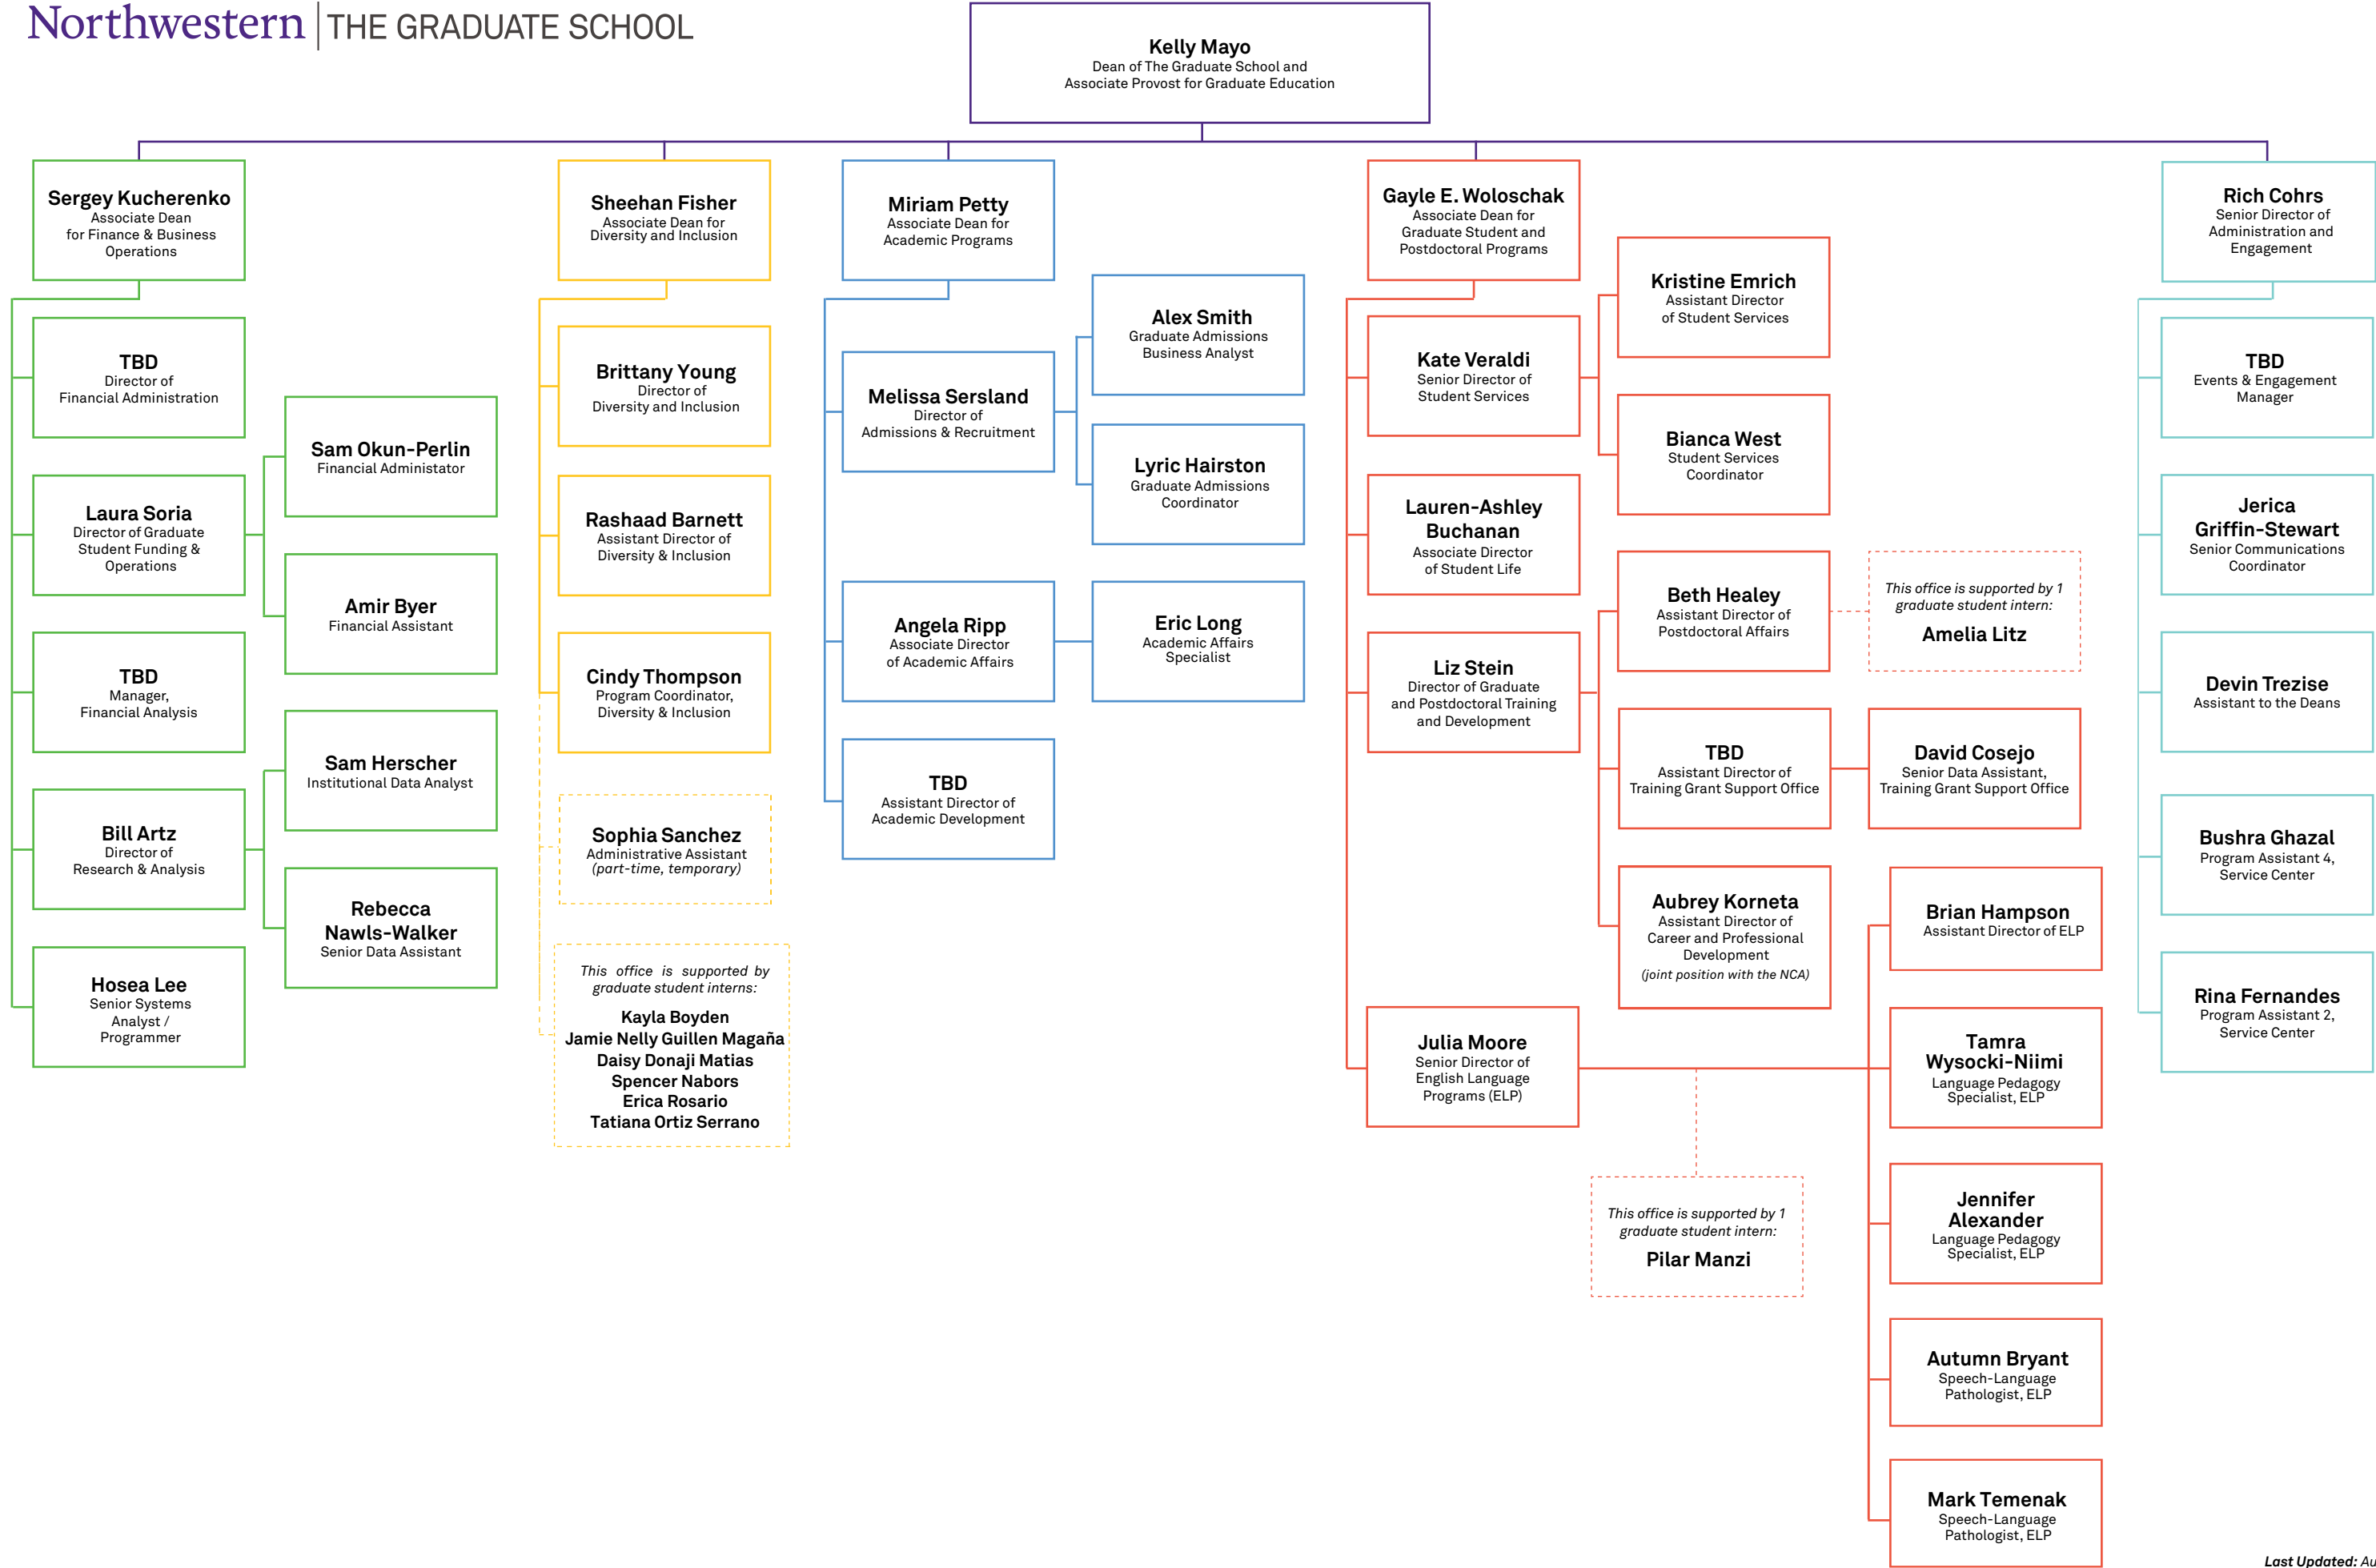 Northwestern THE GRADUATE SCHOOL
Kelly Mayo
Dean of The Graduate School and
Associate Provost for Graduate Education
Sergey Kucherenko
Associate Dean
for Finance & Business
Operations
TBD
Director of
Financial Administration
Laura Soria
Director of Graduate
Student Funding &
Operations
Sam Okun-Perlin
Financial Administator
Amir Byer
Financial Assistant
TBD
Manager,
Financial Analysis
Bill Artz
Director of
Research & Analysis
Sam Herscher
Institutional Data Analyst
Rebecca
Nawls-Walker
Senior Data Assistant
Hosea Lee
Senior Systems
Analyst /
Programmer
Sheehan Fisher
Associate Dean for
Diversity and Inclusion
Brittany Young
Director of
Diversity and Inclusion
Rashaad Barnett
Assistant Director of
Diversity & Inclusion
Cindy Thompson
Program Coordinator,
Diversity & Inclusion
Sophia Sanchez
Administrative Assistant
(part-time, temporary)
This office is supported by
graduate student interns:
Kayla Boyden
Jamie Nelly Guillen Magaña
Daisy Donaji Matias
Spencer Nabors
Erica Rosario
Tatiana Ortiz Serrano
Miriam Petty
Associate Dean for
Academic Programs
Melissa Sersland
Director of
Admissions & Recruitment
Alex Smith
Graduate Admissions
Business Analyst
Lyric Hairston
Graduate Admissions
Coordinator
Angela Ripp
Associate Director
of Academic Affairs
Eric Long
Academic Affairs
Specialist
TBD
Assistant Director of
Academic Development
Gayle E. Woloschak
Associate Dean for
Graduate Student and
Postdoctoral Programs
Kate Veraldi
Senior Director of
Student Services
Kristine Emrich
Assistant Director
of Student Services
Bianca West
Student Services
Coordinator
Lauren-Ashley
Buchanan
Associate Director
of Student Life
Liz Stein
Director of Graduate
and Postdoctoral Training
and Development
Beth Healey
Assistant Director of
Postdoctoral Affairs
This office is supported by 1
graduate student intern:
Amelia Litz
TBD
Assistant Director of
Training Grant Support Office
David Cosejo
Senior Data Assistant,
Training Grant Support Office
Aubrey Korneta
Assistant Director of
Career and Professional
Development
(joint position with the NCA)
Julia Moore
Senior Director of
English Language
Programs (ELP)
This office is supported by 1
graduate student intern:
Pilar Manzi
Brian Hampson
Assistant Director of ELP
Tamra
Wysocki-Niimi
Language Pedagogy
Specialist, ELP
Jennifer
Alexander
Language Pedagogy
Specialist, ELP
Autumn Bryant
Speech-Language
Pathologist, ELP
Mark Temenak
Speech-Language
Pathologist, ELP
Rich Cohrs
Senior Director of
Administration and
Engagement
TBD
Events & Engagement
Manager
Jerica
Griffin-Stewart
Senior Communications
Coordinator
Devin Trezise
Assistant to the Deans
Bushra Ghazal
Program Assistant 4,
Service Center
Rina Fernandes
Program Assistant 2,
Service Center
Last Updated: